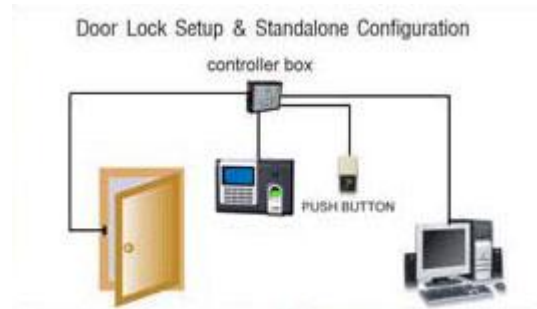 Door Lock Setup & Standalone Configuration
controller box
PUSH BUTTON